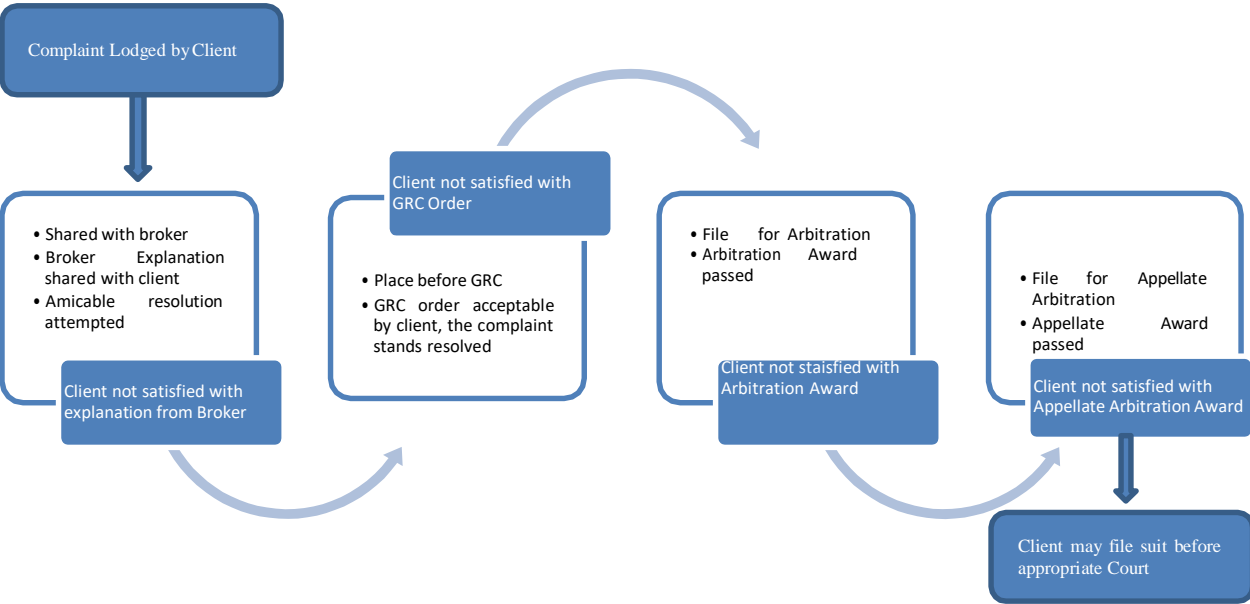 Complaint Lodged by Client
• Shared with broker
• Broker Explanation
shared with client
• Amicable resolution
attempted
Client not satisfied with
explanation from Broker
Client not satisfied with
GRC Order
• Place before GRC
• GRC order acceptable
by client, the complaint
stands resolved
• File for Arbitration
• Arbitration Award
passed
Client not staisfied with
Arbitration Award
• File for Appellate
Arbitration
• Appellate Award
passed
Client not satisfied with
Appellate Arbitration Award
Client may file suit before
appropriate Court